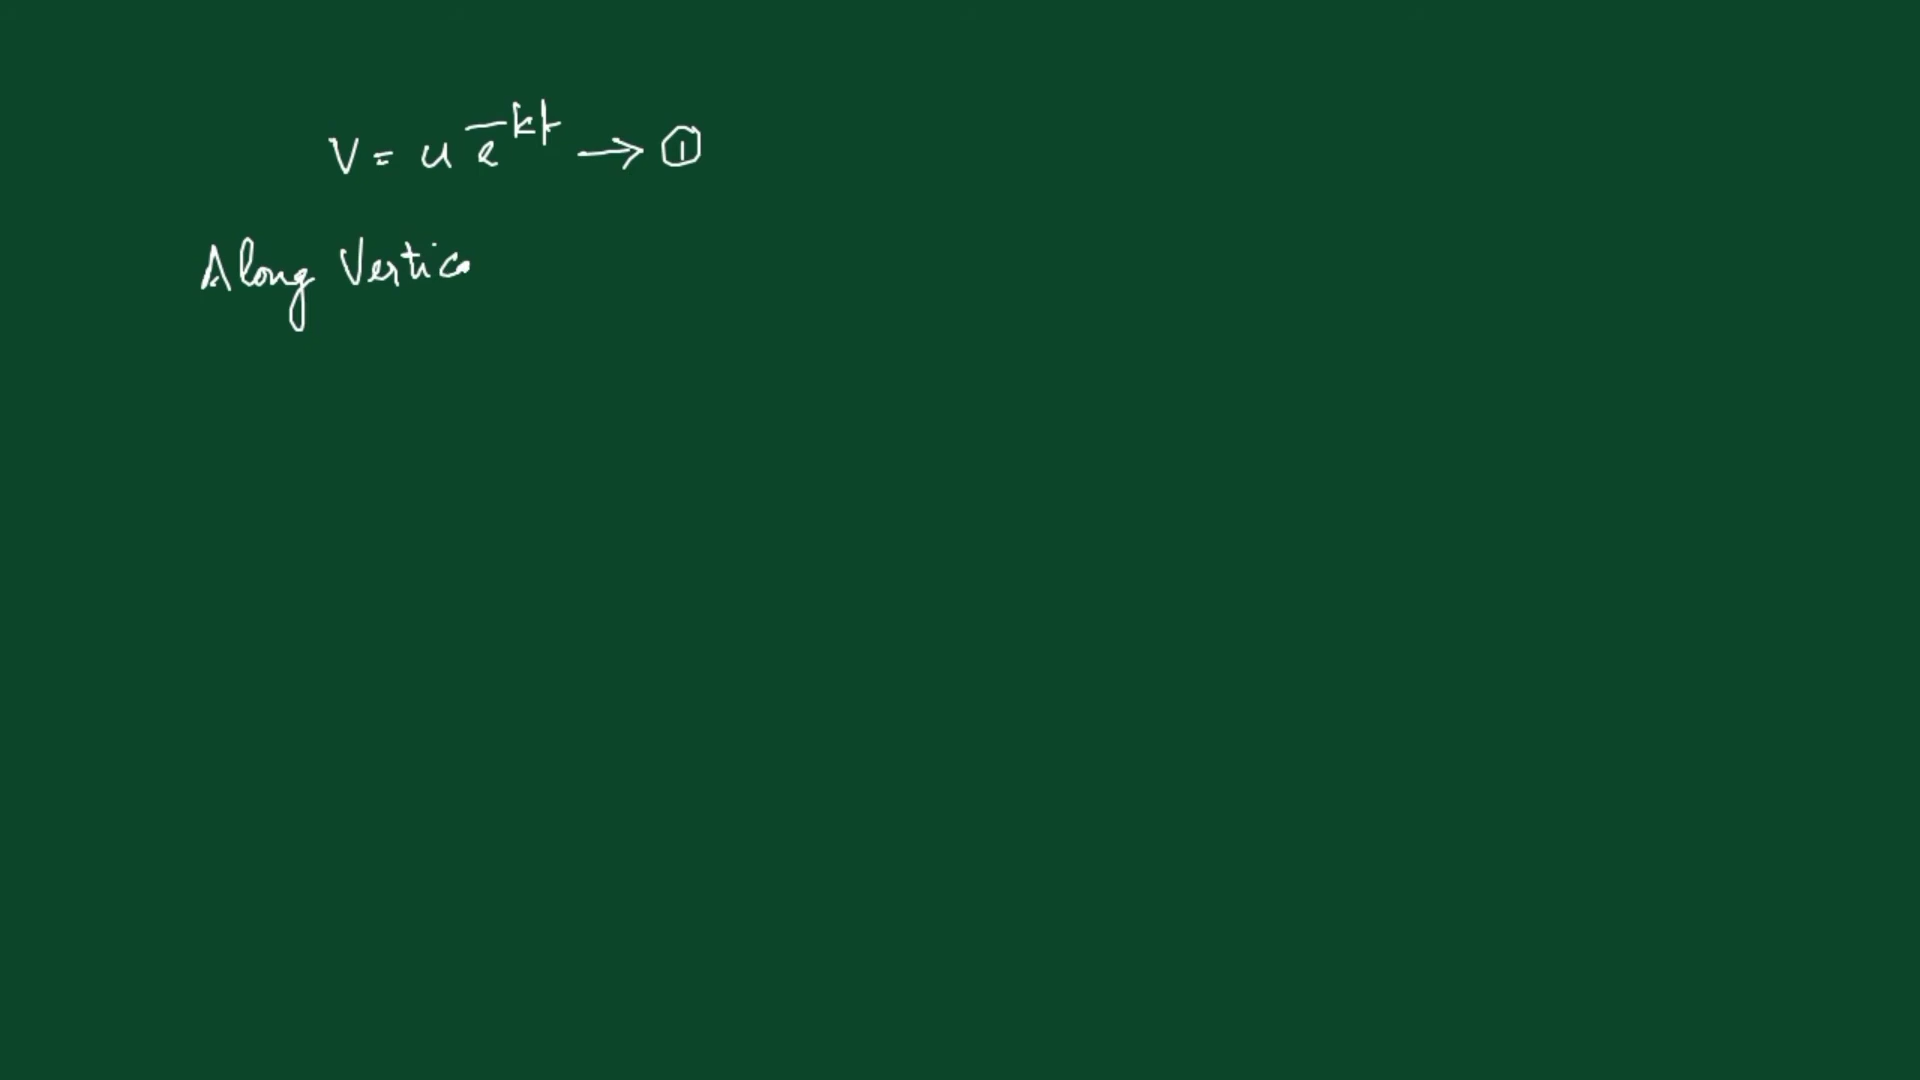 V = u e^{-kt} → ①
Along Vertica